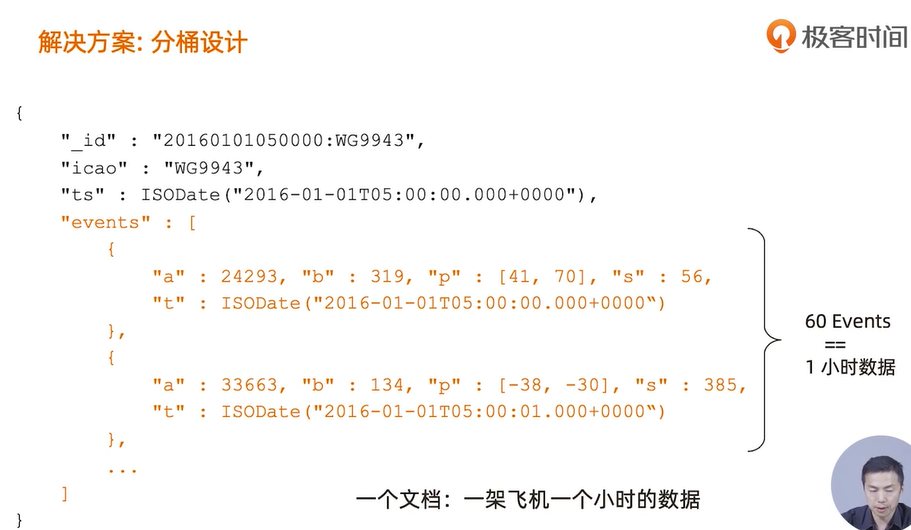 解决方案: 分桶设计
极客时间
{
"_id" : "20160101050000:WG9943",
"icao" : "WG9943",
"ts" : ISODate("2016-01-01T05:00:00.000+0000"),
"events" : [
{
"a" : 24293, "b" : 319, "p" : [41, 70], "s" : 56,
"t" : ISODate("2016-01-01T05:00:00.000+0000“)
},
{
"a" : 33663, "b" : 134, "p" : [-38, -30], "s" : 385,
"t" : ISODate("2016-01-01T05:00:01.000+0000“)
},
...
]
}
60 Events
==
1 小时数据
一个文档：一架飞机一个小时的数据